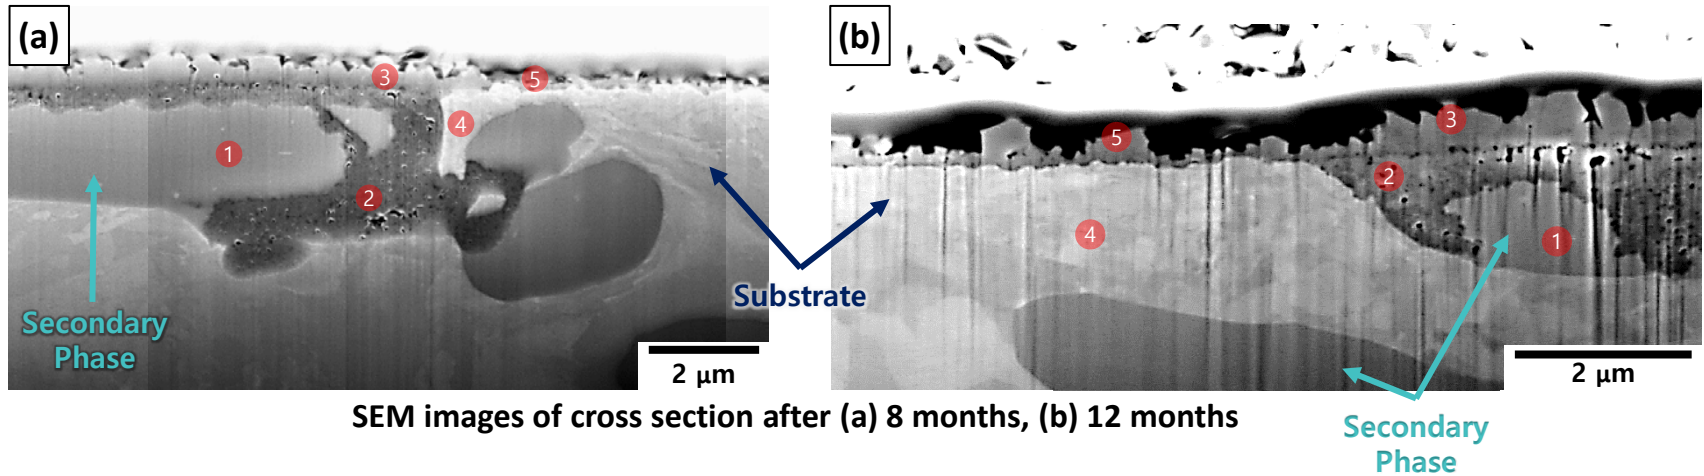 (a)
3
5
4
1
2
Secondary
Phase
2 μm
Substrate
(b)
3
5
2
4
1
2 μm
SEM images of cross section after (a) 8 months, (b) 12 months
Secondary
Phase